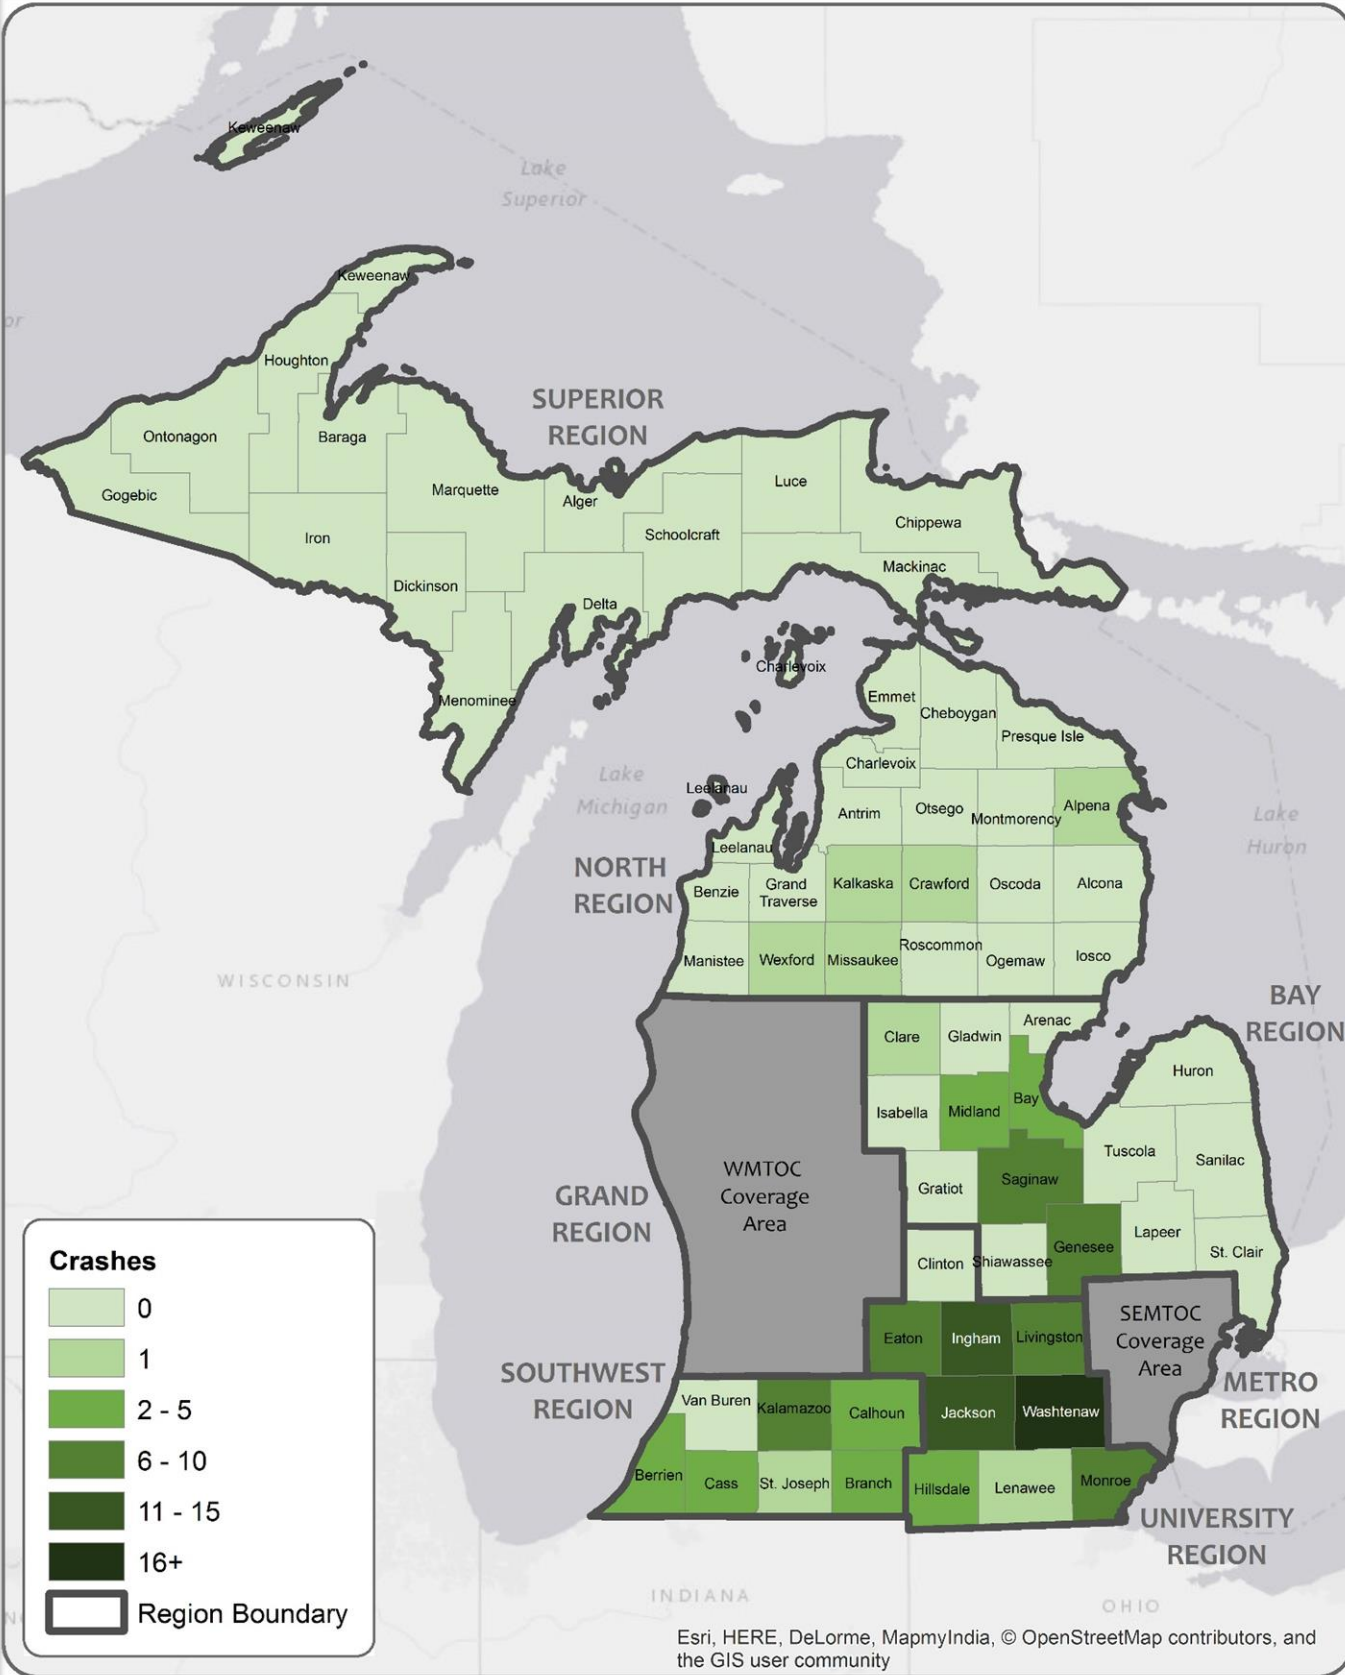 Keweenaw
Lake
Superior
or
Keweenaw
Houghton
SUPERIOR
REGION
Ontonagon
Baraga
Gogebic
Marquette
Alger
Luce
Iron
Schoolcraft
Chippewa
Mackinac
Dickinson
Delta
Menominee
Charlevoix
Emmet
Cheboygan
Presque Isle
Charlevoix
Lake
Michigan
Leelanau
Antrim
Otsego
Montmorency
Alpena
Lake
Huron
Leelanau
NORTH
REGION
Benzie
Grand
Traverse
Kalkaska
Crawford
Oscoda
Alcona
Manistee
Wexford
Missaukee
Roscommon
Ogemaw
Iosco
WISCONSIN
BAY
REGION
Clare
Gladwin
Arenac
Huron
Isabella
Midland
Bay
WMTOC
Coverage
Area
Gratiot
Saginaw
Tuscola
Sanilac
GRAND
REGION
Clinton
Shiawassee
Genesee
Lapeer
St. Clair
SEMTOC
Coverage
Area
Eaton
Ingham
Livingston
SOUTHWEST
REGION
METRO
REGION
Van Buren
Kalamazoo
Calhoun
Jackson
Washtenaw
Berrien
Cass
St. Joseph
Branch
Hillsdale
Lenawee
Monroe
UNIVERSITY
REGION
Crashes
0
1
2 - 5
6 - 10
11 - 15
16+
Region Boundary
INDIANA
OHIO
Esri, HERE, DeLorme, MapmyIndia, © OpenStreetMap contributors, and
the GIS user community